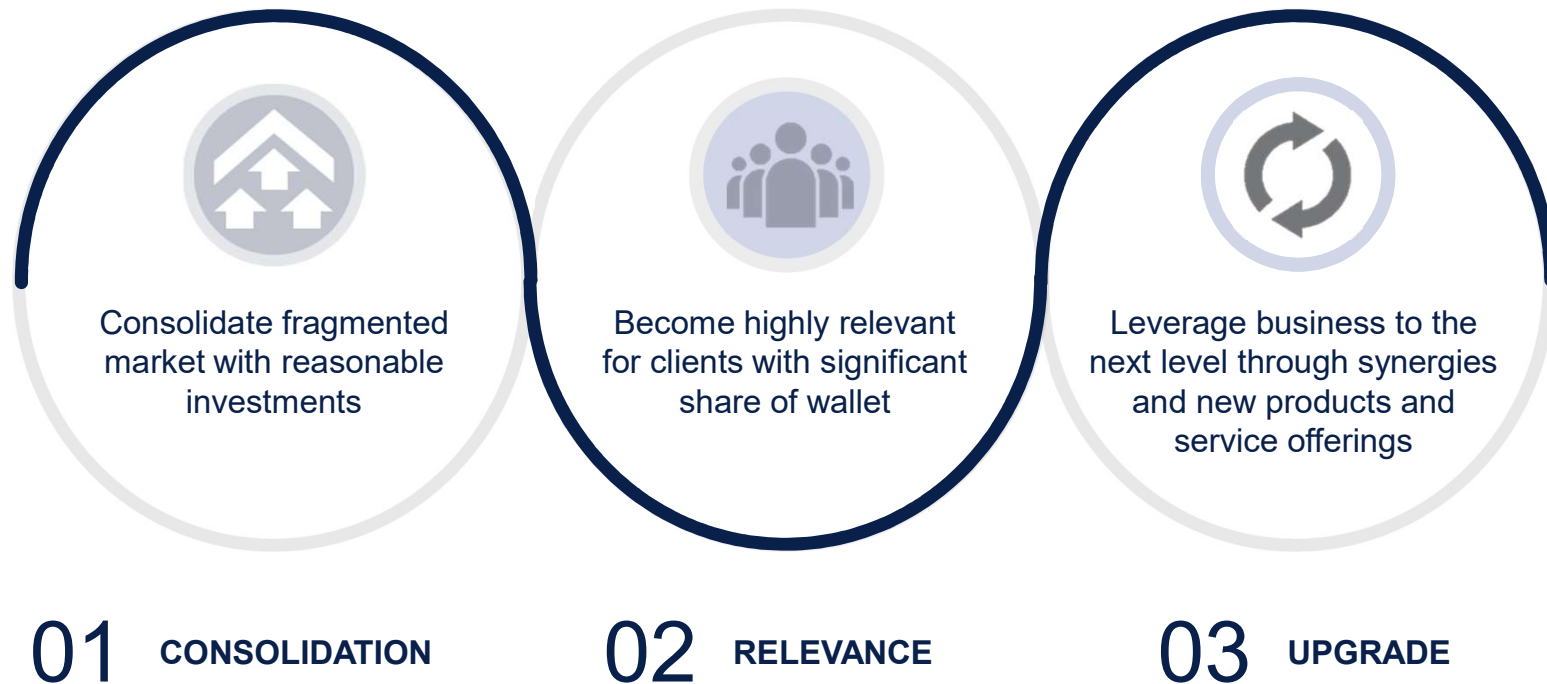 Consolidate fragmented
market with reasonable
investments
Become highly relevant
for clients with significant
share of wallet
Leverage business to the
next level through synergies
and new products and
service offerings
01 CONSOLIDATION
02 RELEVANCE
03 UPGRADE